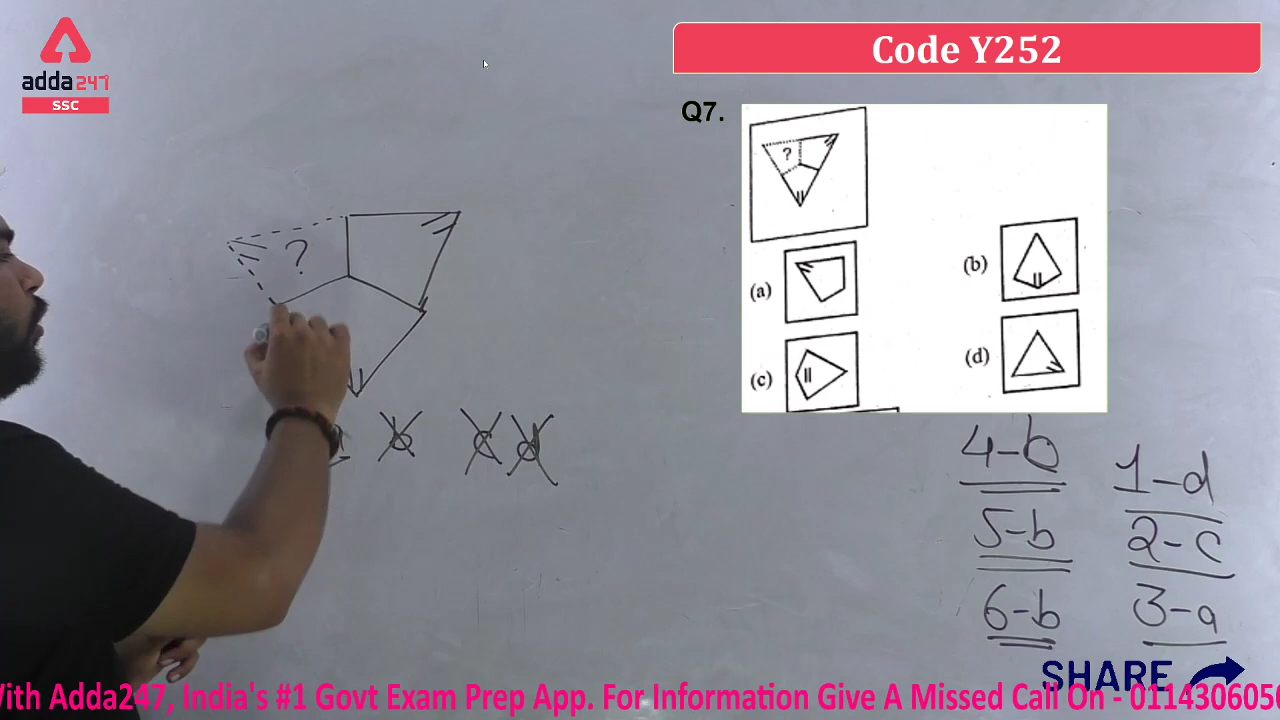 adda247
SSC
Code Y252
Q7.
?
(a)
(b)
(c)
(d)
?
b c d
4-b
5-b
6-b
1-d
2-c
3-a
SHARE
With Adda247, India's #1 Govt Exam Prep App. For Information Give A Missed Call On - 0114306050